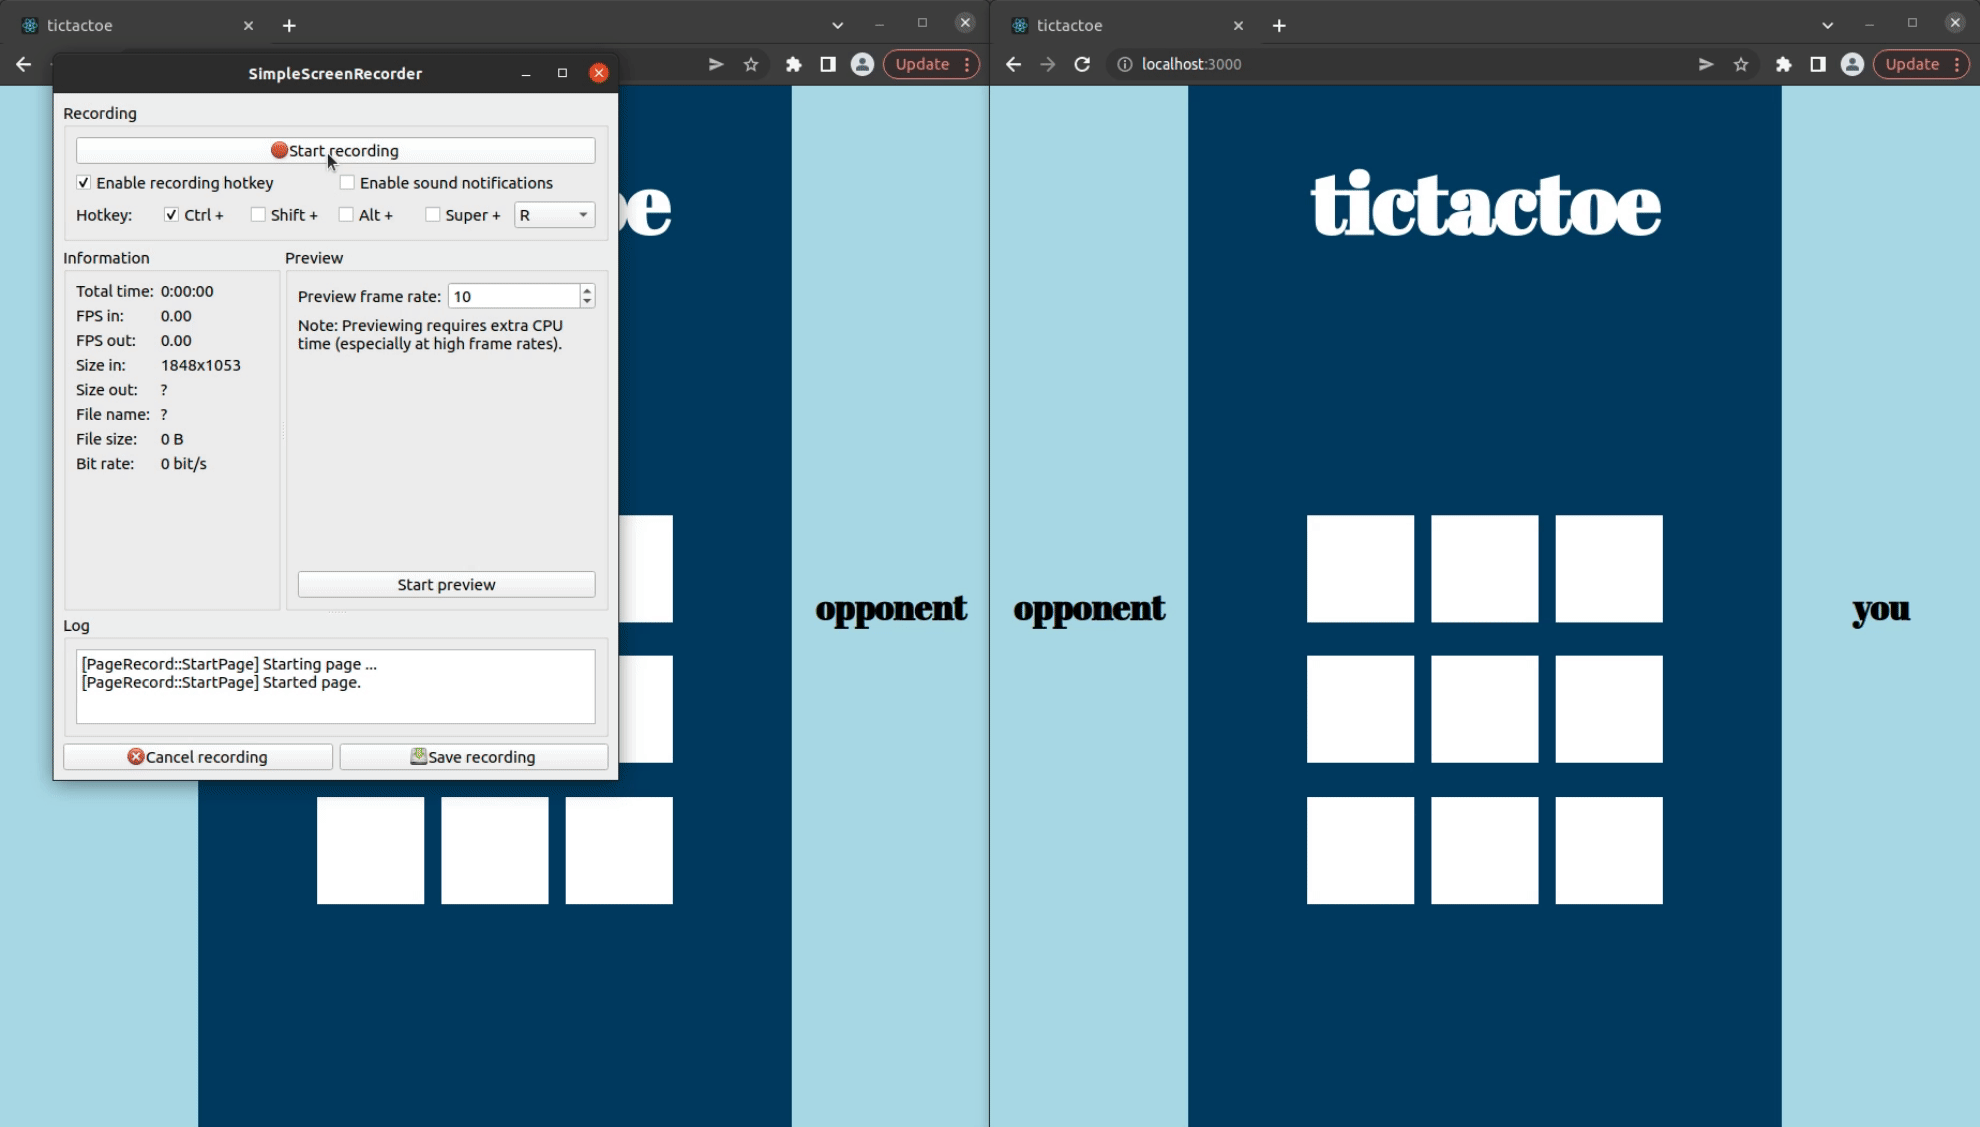 tictactoe
Update
SimpleScreenRecorder
Recording
Start recording
Enable recording hotkey
Enable sound notifications
Hotkey: Ctrl + Shift + Alt + Super + R
Information
Total time: 0:00:00
FPS in: 0.00
FPS out: 0.00
Size in: 1848x1053
Size out: ?
File name: ?
File size: 0 B
Bit rate: 0 bit/s
Preview
Preview frame rate: 10
Note: Previewing requires extra CPU
time (especially at high frame rates).
Start preview
Log
[PageRecord::StartPage] Starting page ...
[PageRecord::StartPage] Started page.
Cancel recording
Save recording
oe
opponent
tictactoe
localhost:3000
Update
tictactoe
opponent
you